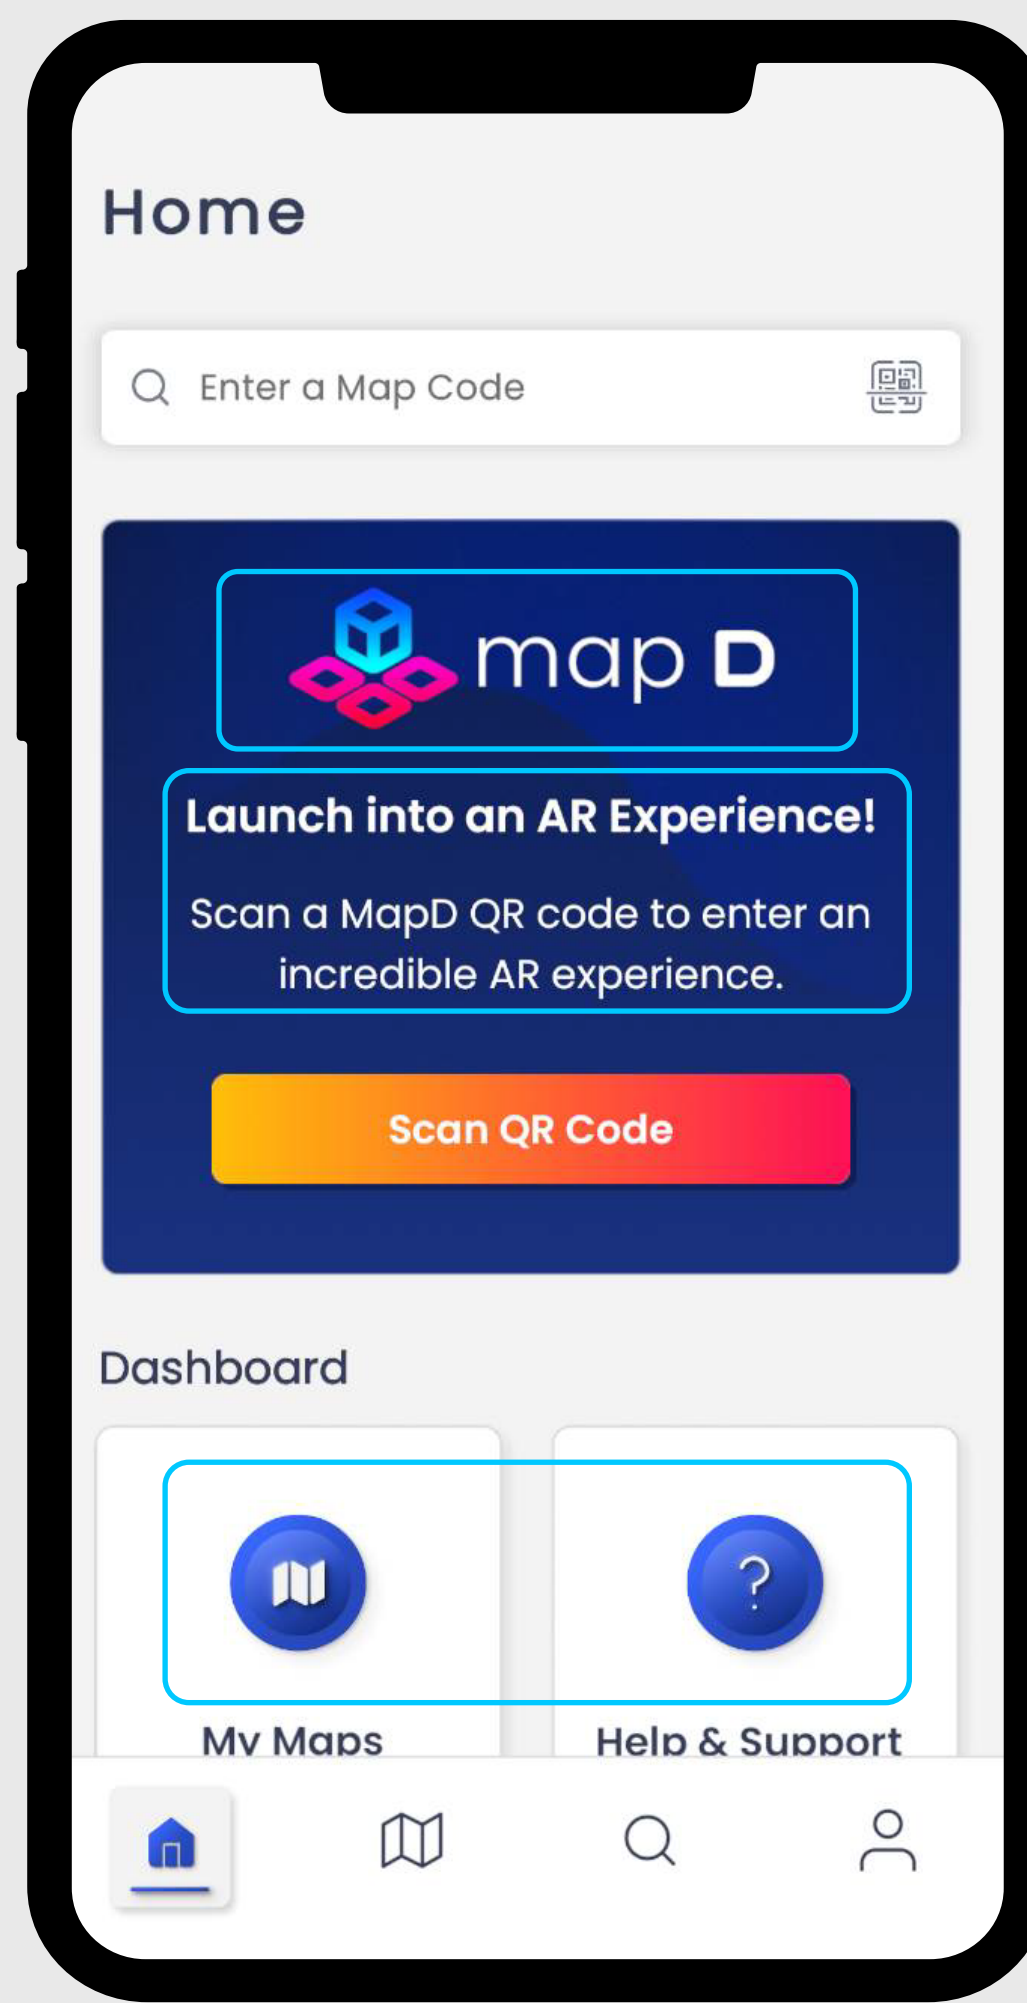 Home
Enter a Map Code
map D
Launch into an AR Experience!
Scan a MapD QR code to enter an
incredible AR experience.
Scan QR Code
Dashboard
My Maps
Help & Support